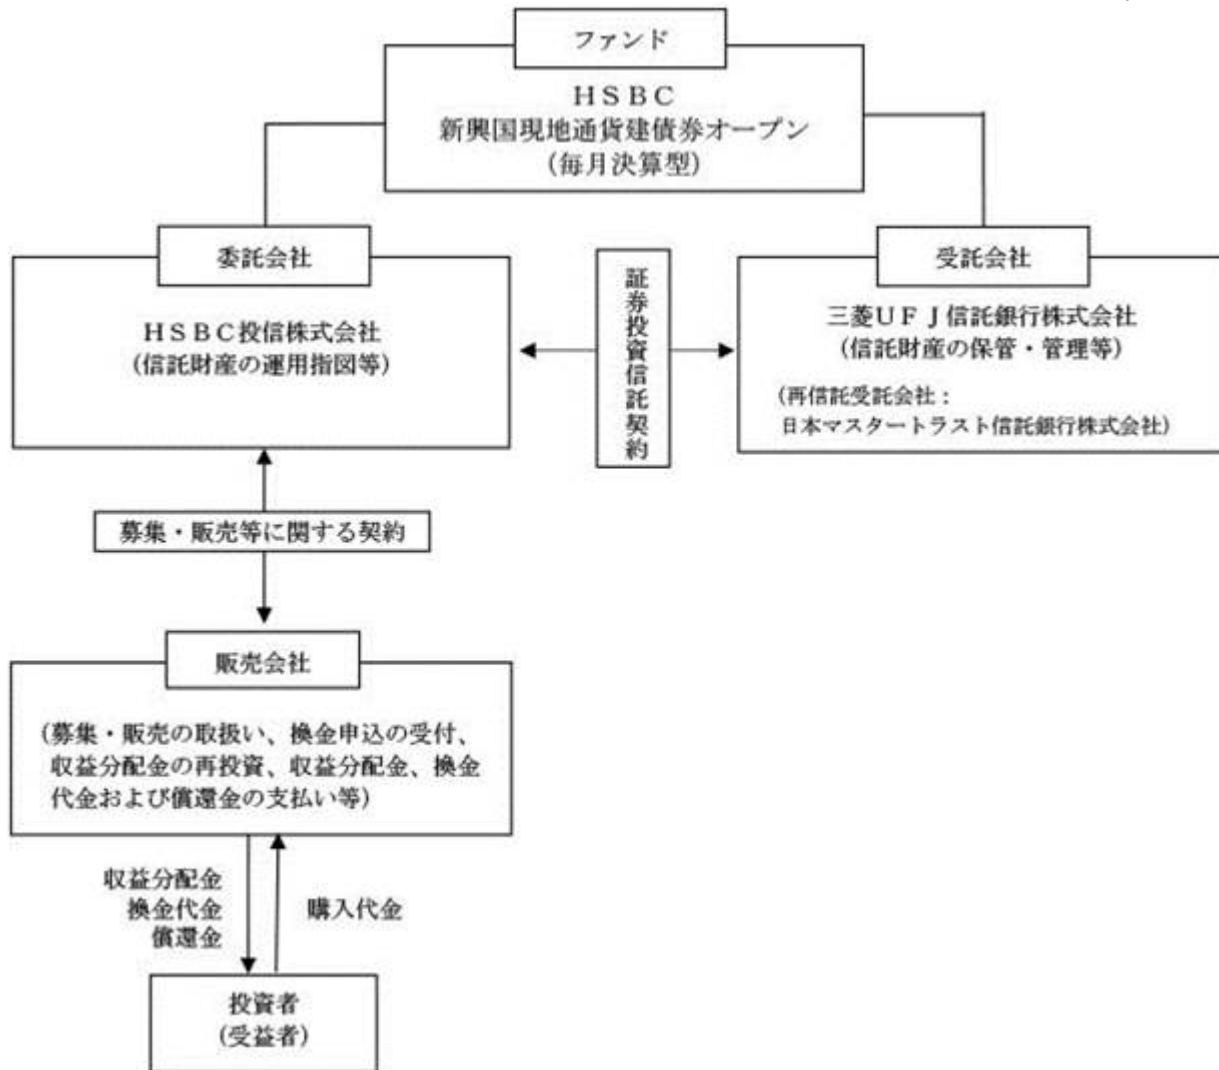 ファンド
ＨＳＢＣ
新興国現地通貨建債券オープン
（毎月決算型）
委託会社
ＨＳＢＣ投信株式会社
（信託財産の運用指図等）
証券投資信託契約
受託会社
三菱ＵＦＪ信託銀行株式会社
（信託財産の保管・管理等）
（再信託受託会社：
日本マスタートラスト信託銀行株式会社）
募集・販売等に関する契約
販売会社
（募集・販売の取扱い、換金申込の受付、
収益分配金の再投資、収益分配金、換金
代金および償還金の支払い等）
収益分配金
換金代金
償還金
購入代金
投資者
（受益者）